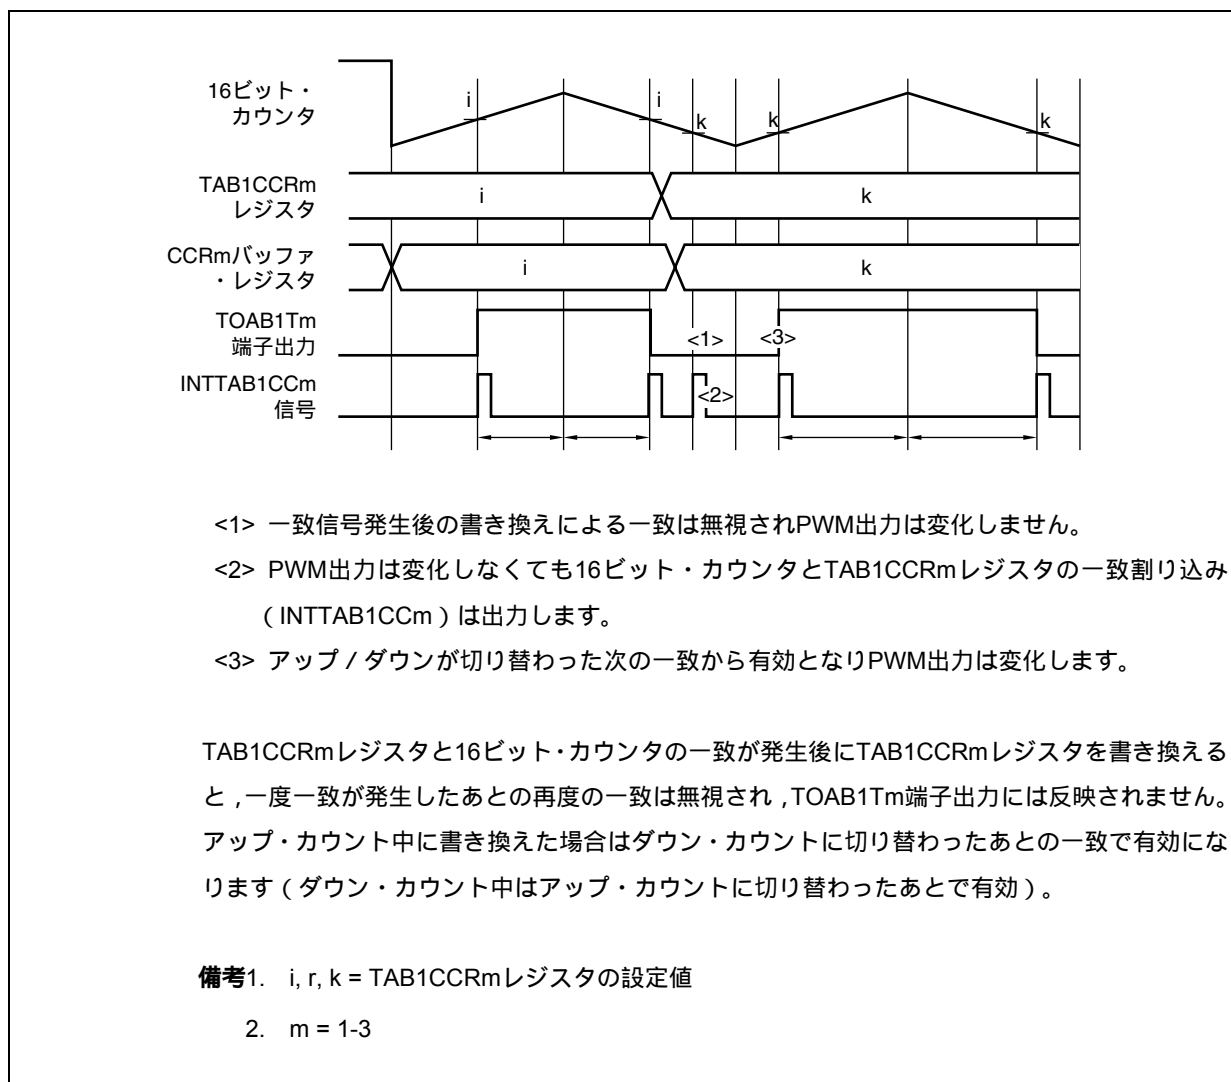 16ビット・
カウンタ
i
i
k
k
k
TAB1CCRm
レジスタ
i
k
CCRmバッファ
・レジスタ
i
k
TOAB1Tm
端子出力
<1>
<3>
INTTAB1CCm
信号
<2>
<1> 一致信号発生後の書き換えによる一致は無視されPWM出力は変化しません。
<2> PWM出力は変化しなくても16ビット・カウンタとTAB1CCRmレジスタの一致割り込み
(INTTAB1CCm)は出力します。
<3> アップ/ダウンが切り替わった次の一致から有効となりPWM出力は変化します。
TAB1CCRmレジスタと16ビット・カウンタの一致が発生後にTAB1CCRmレジスタを書き換える
と,一度一致が発生したあとの再度の一致は無視され,TOAB1Tm端子出力には反映されません。
アップ・カウント中に書き換えた場合はダウン・カウントに切り替わったあとの一致で有効にな
ります(ダウン・カウント中はアップ・カウントに切り替わったあとで有効)。
備考1. i, r, k = TAB1CCRmレジスタの設定値
2. m = 1-3